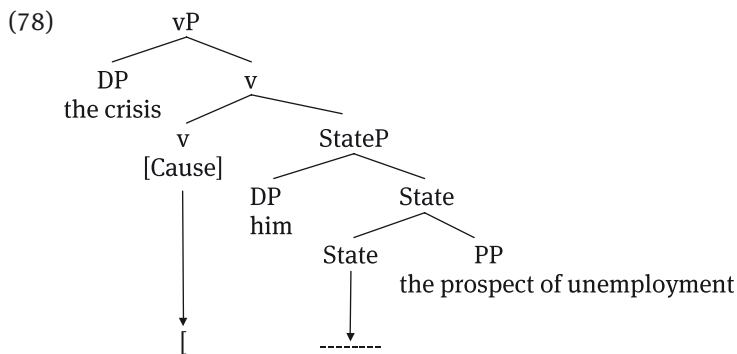 (78) vP
DP v
the crisis
v StateP
[Cause]
DP State
him
State PP
the prospect of unemployment
[ --------